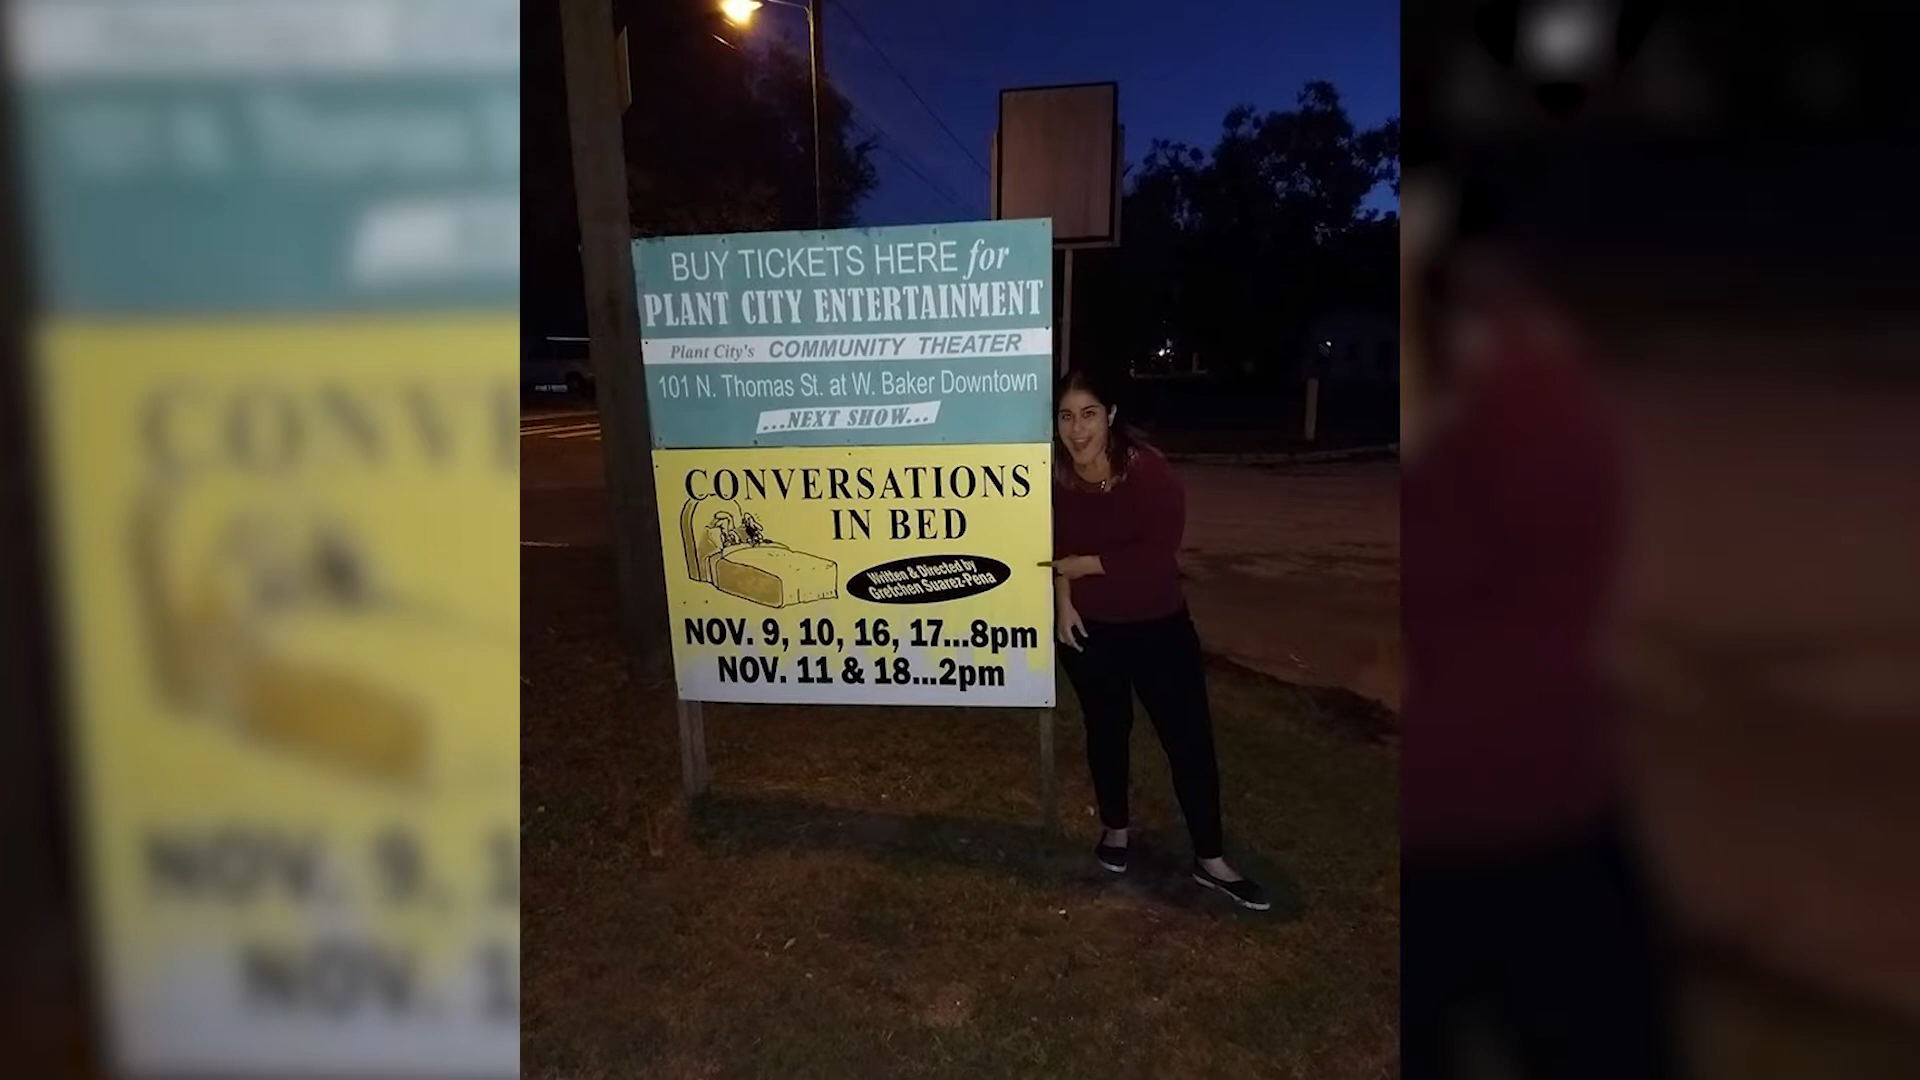 BUY TICKETS HERE for
PLANT CITY ENTERTAINMENT
Plant City's COMMUNITY THEATER
101 N. Thomas St. at W. Baker Downtown
...NEXT SHOW...
CONVERSATIONS
IN BED
Written & Directed by
Gretchen Suarez-Pena
NOV. 9, 10, 16, 17...8pm
NOV. 11 & 18...2pm